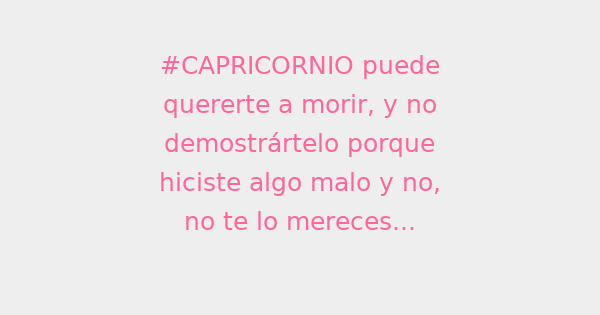 #CAPRICORNIO puede
quererte a morir, y no
demostrártelo porque
hiciste algo malo y no,
no te lo mereces...